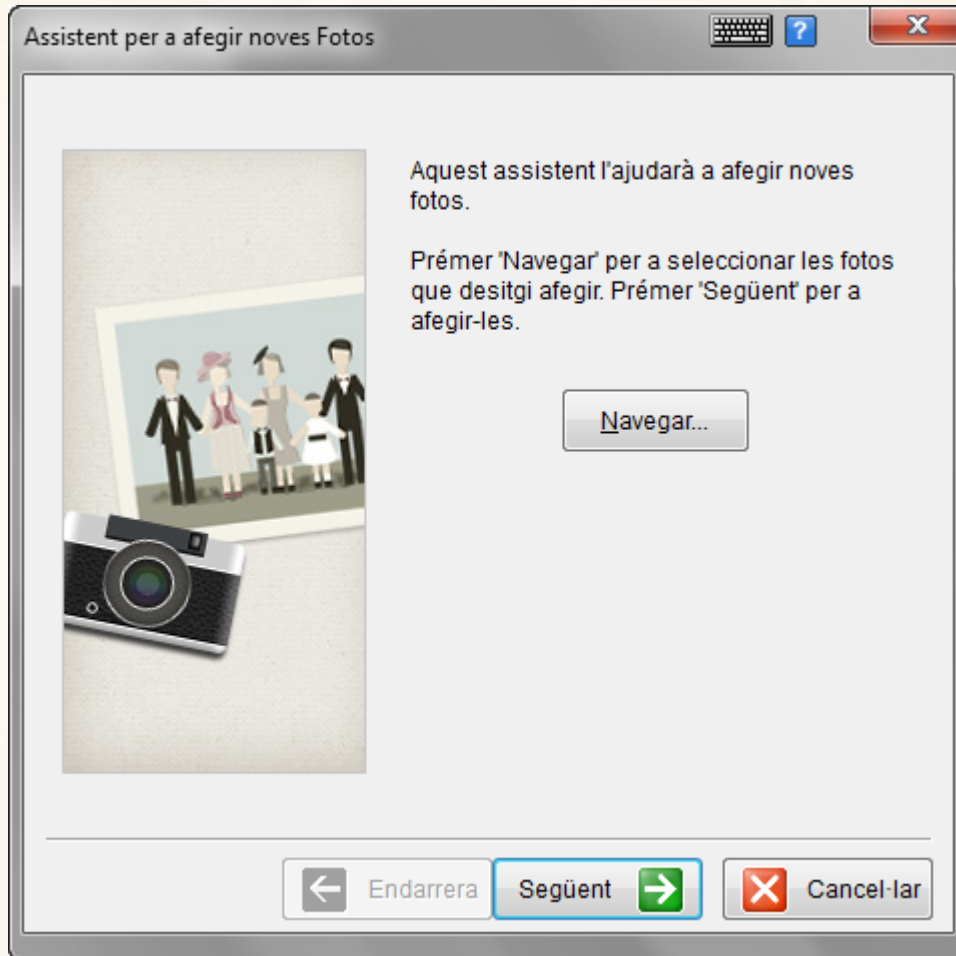 Assistent per a afegir noves Fotos
?
Aquest assistent l'ajudarà a afegir noves
fotos.
Prémer 'Navegar' per a seleccionar les fotos
que desitgi afegir. Prémer 'Següent' per a
afegir-les.
Navegar...
Endarrera
Següent
Cancel·lar